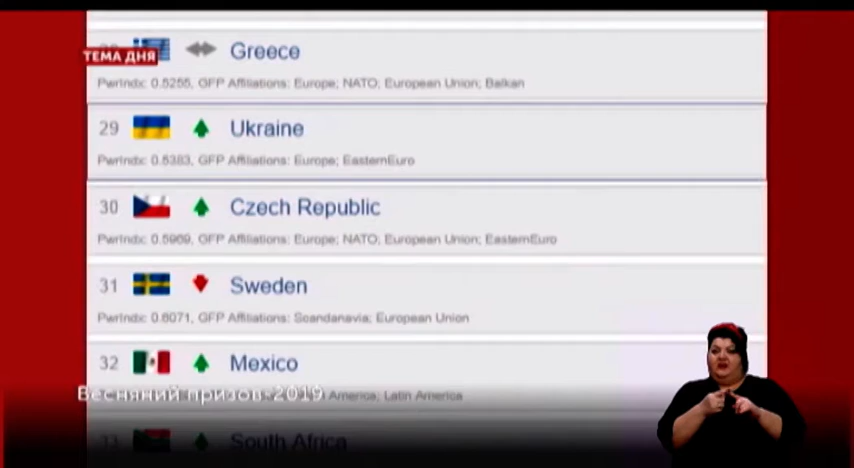 28
Greece
ТЕМА ДНЯ
PwrIndx: 0.5255, GFP Affiliations: Europe; NATO; European Union; Balkan
29 Ukraine
PwrIndx: 0.5383, GFP Affiliations: Europe; EasternEuro
30 Czech Republic
PwrIndx: 0.5969, GFP Affiliations: Europe; NATO; European Union; EasternEuro
31 Sweden
PwrIndx: 0.6071, GFP Affiliations: Scandanavia; European Union
32 Mexico
Весняний призов 2019
America; Latin America
33 South Africa